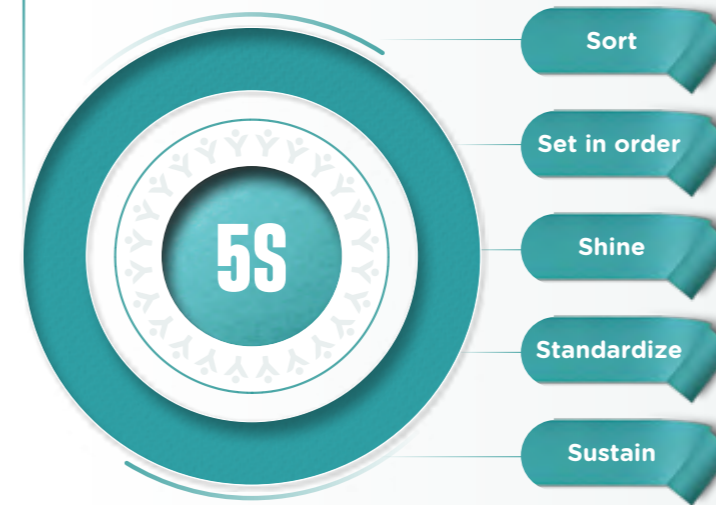 5S
Sort
Set in order
Shine
Standardize
Sustain